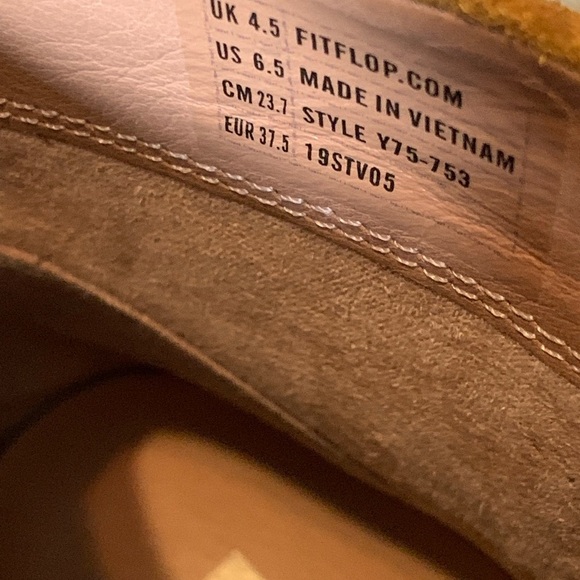 UK 4.5 FITFLOP.COM
US 6.5 MADE IN VIETNAM
CM 23.7 STYLE Y75-753
EUR 37.5 19STV05